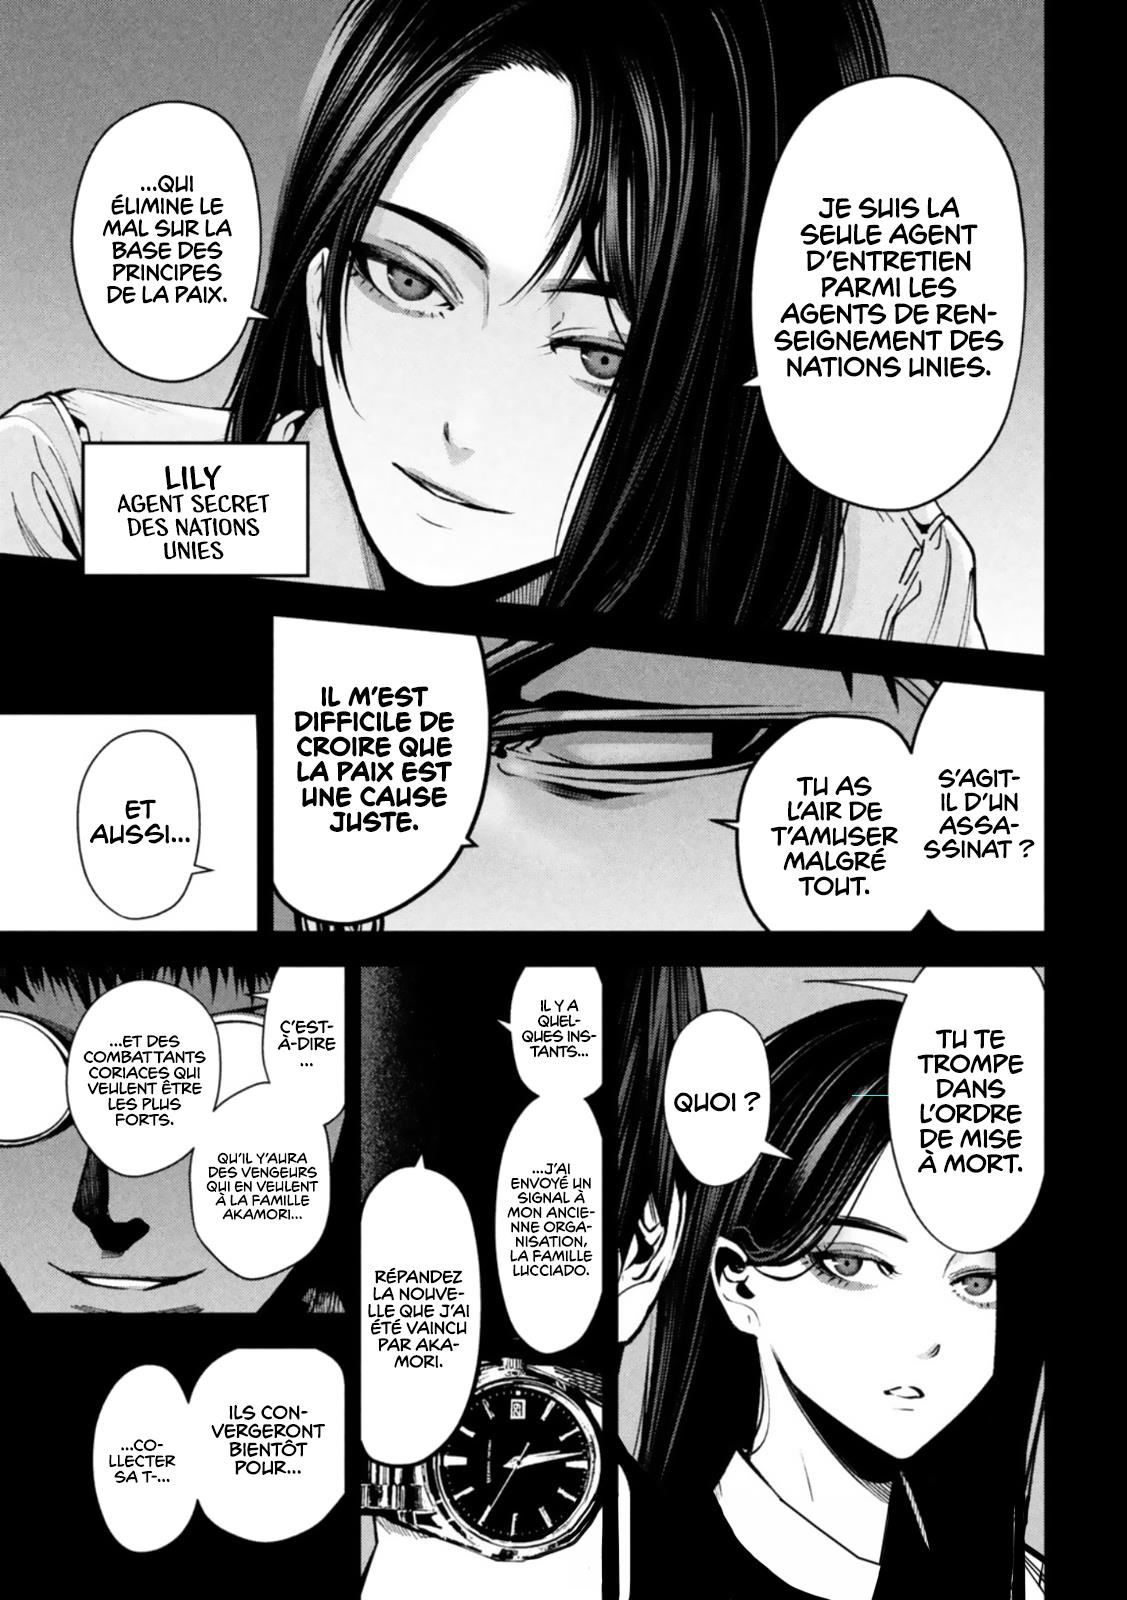 JE SUIS LA
SEULE AGENT
D'ENTRETIEN
PARMI LES
AGENTS DE REN-
SEIGNEMENT DES
NATIONS UNIES.
...QUI
ÉLIMINE LE
MAL SUR LA
BASE DES
PRINCIPES
DE LA PAIX.
LILY
AGENT SECRET
DES NATIONS
UNIES
S'AGIT-
IL D'UN
ASSA-
SSINAT ?
TU AS
L'AIR DE
T'AMUSER
MALGRÉ
TOUT.
IL M'EST
DIFFICILE DE
CROIRE QUE
LA PAIX EST
UNE CAUSE
JUSTE.
ET
AUSSI...
TU TE
TROMPE
DANS
L'ORDRE
DE MISE
À MORT.
QUOI ?
IL Y A
QUEL-
QUES INS-
TANTS...
...J'AI
ENVOYÉ UN
SIGNAL À
MON ANCIE-
NNE ORGA-
NISATION,
LA FAMILLE
LUCCIADO.
RÉPANDEZ
LA NOUVE-
LLE QUE J'AI
ÉTÉ VAINCU
PAR AKA-
MORI.
C'EST-
À-DIRE
...
QU'IL Y'AURA
DES VENGEURS
QUI EN VEULENT
À LA FAMILLE
AKAMORI...
...ET DES
COMBATTANTS
CORIACES QUI
VEULENT ÊTRE
LES PLUS
FORTS.
ILS CON-
VERGERONT
BIENTÔT
POUR...
...CO-
LLECTER
SA T-...